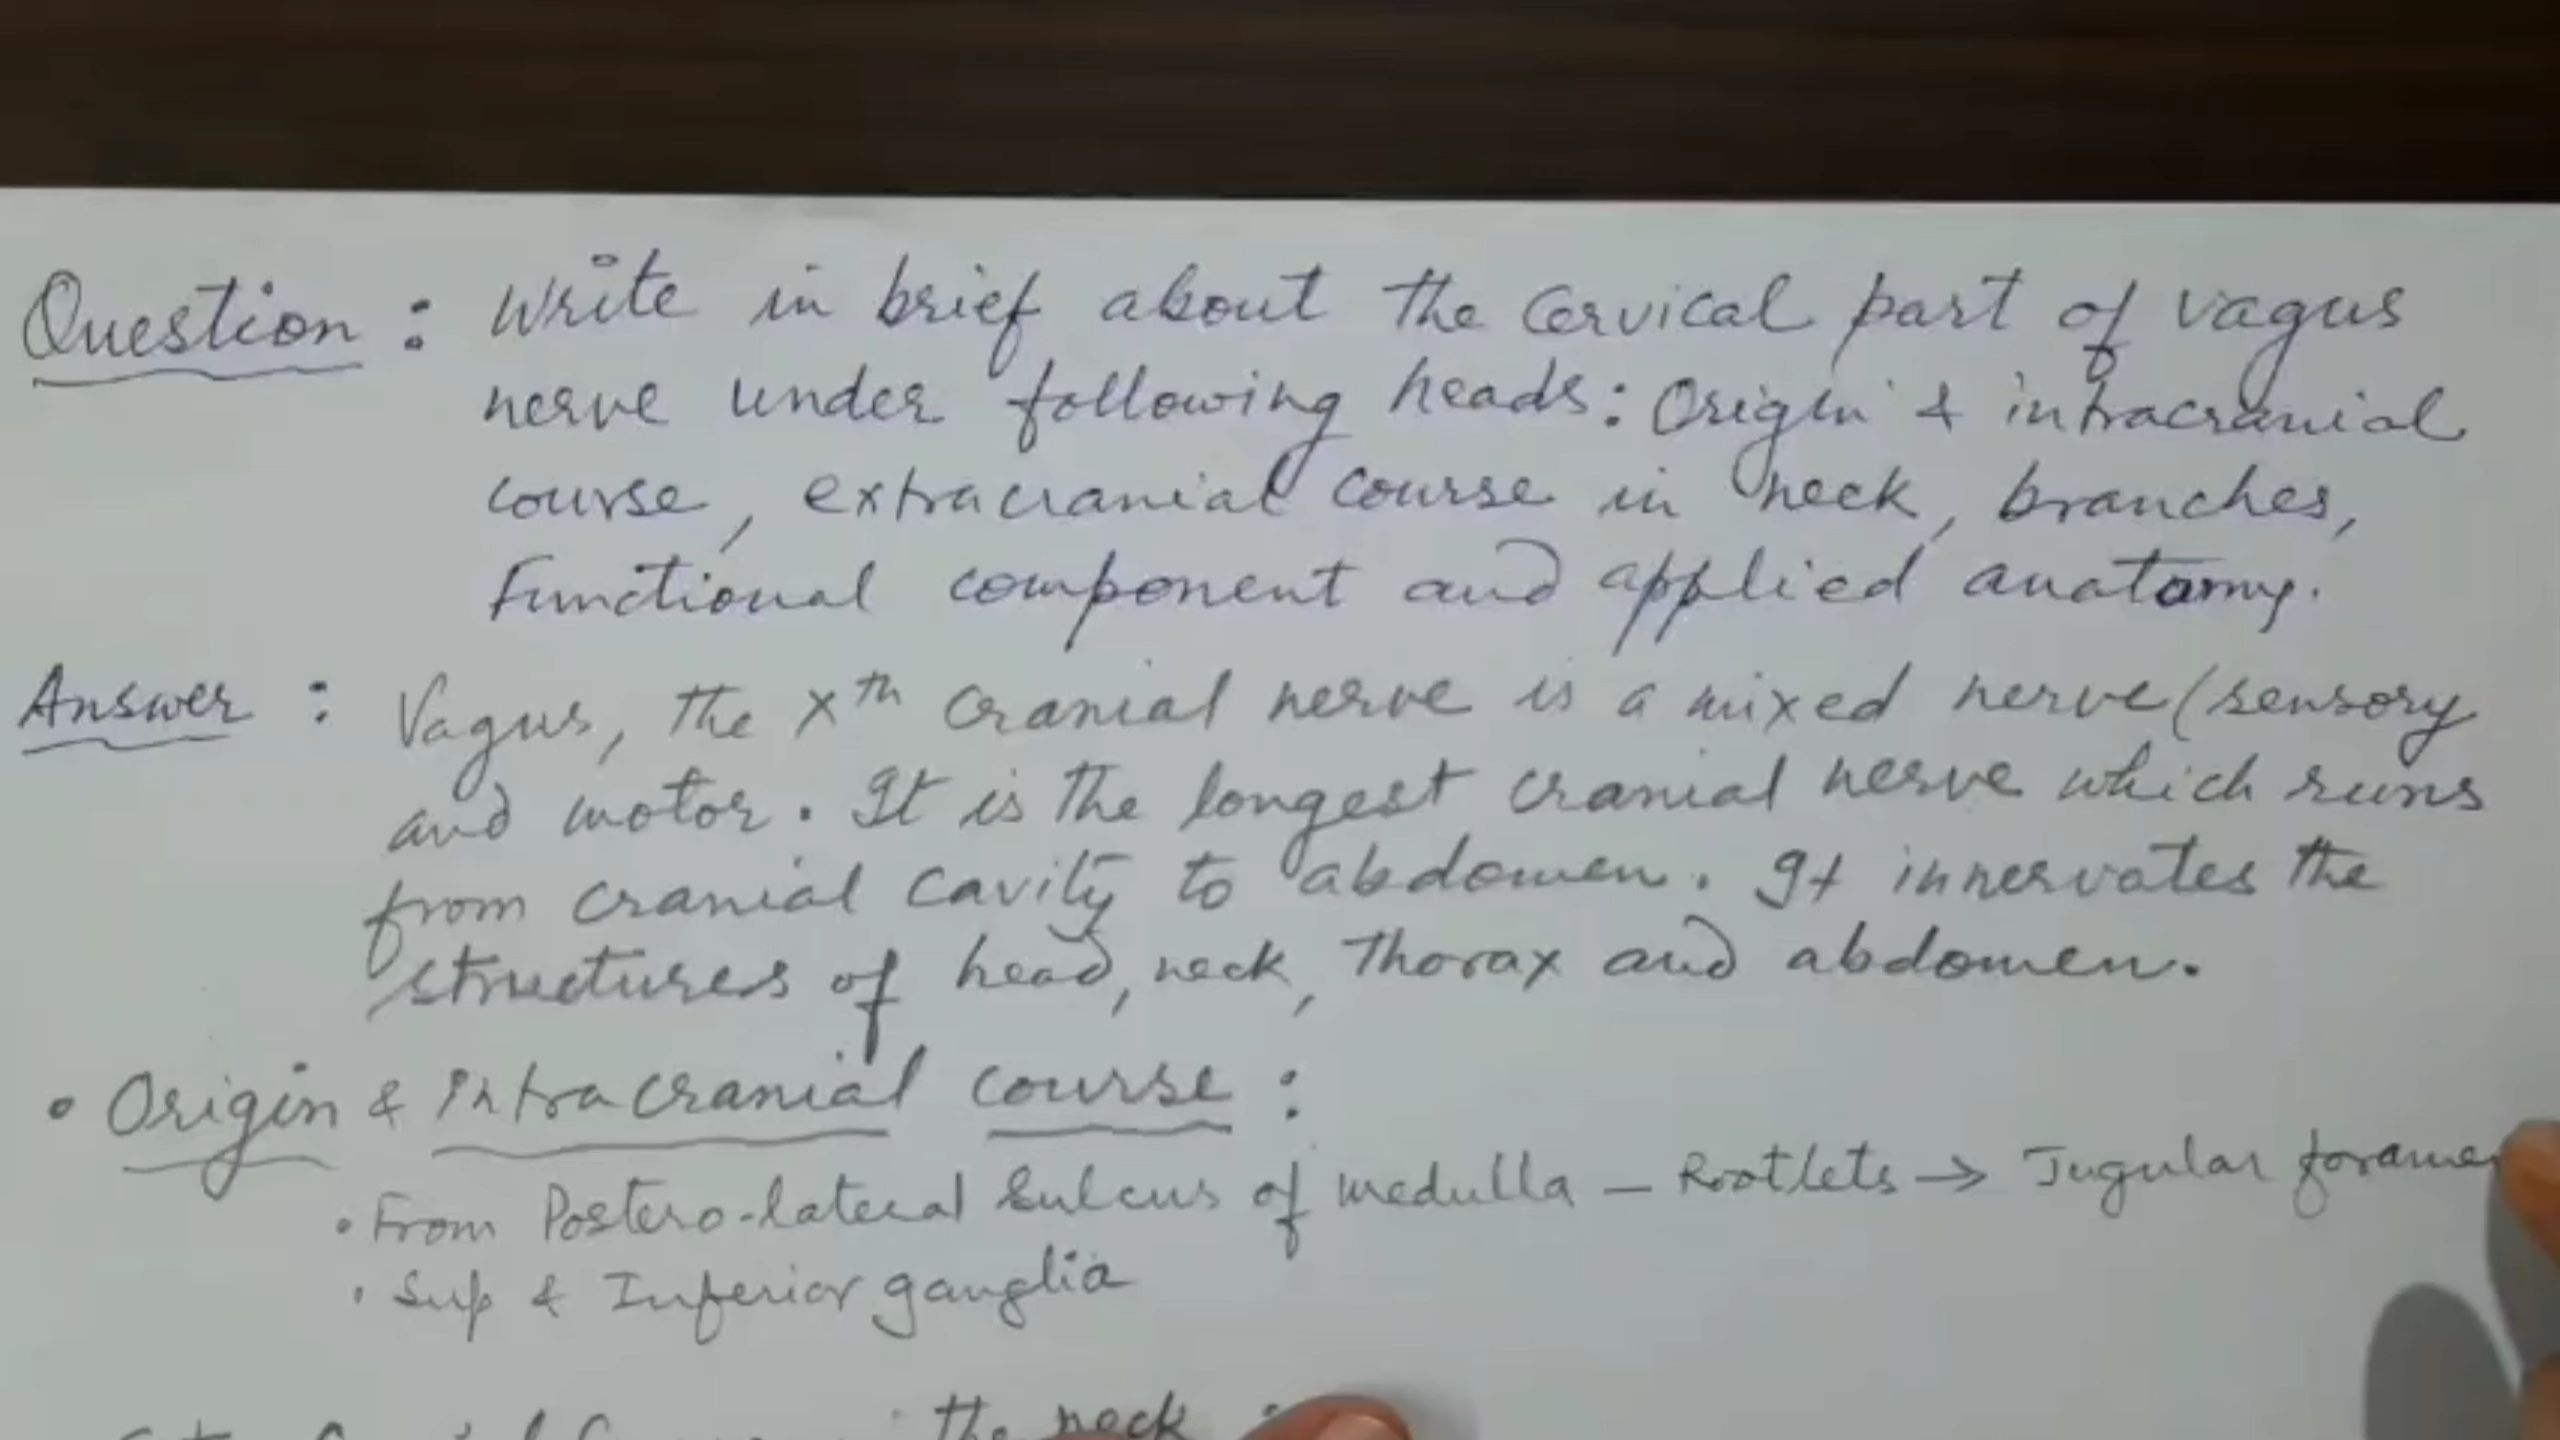 Question : Write in brief about the Cervical part of vagus
nerve under following heads: Origin & intracranial
course, extracranial course in neck, branches,
Functional component and applied anatomy.
Answer : Vagus, the Xth cranial nerve is a mixed nerve (sensory
and motor. It is the longest cranial nerve which runs
from cranial cavity to abdomen. It innervates the
structures of head, neck, Thorax and abdomen.
• Origin & Intracranial course :
• From Postero-lateral Sulcus of medulla – Rootlets → Jugular foramen
• Sup & Inferior ganglia
the neck :